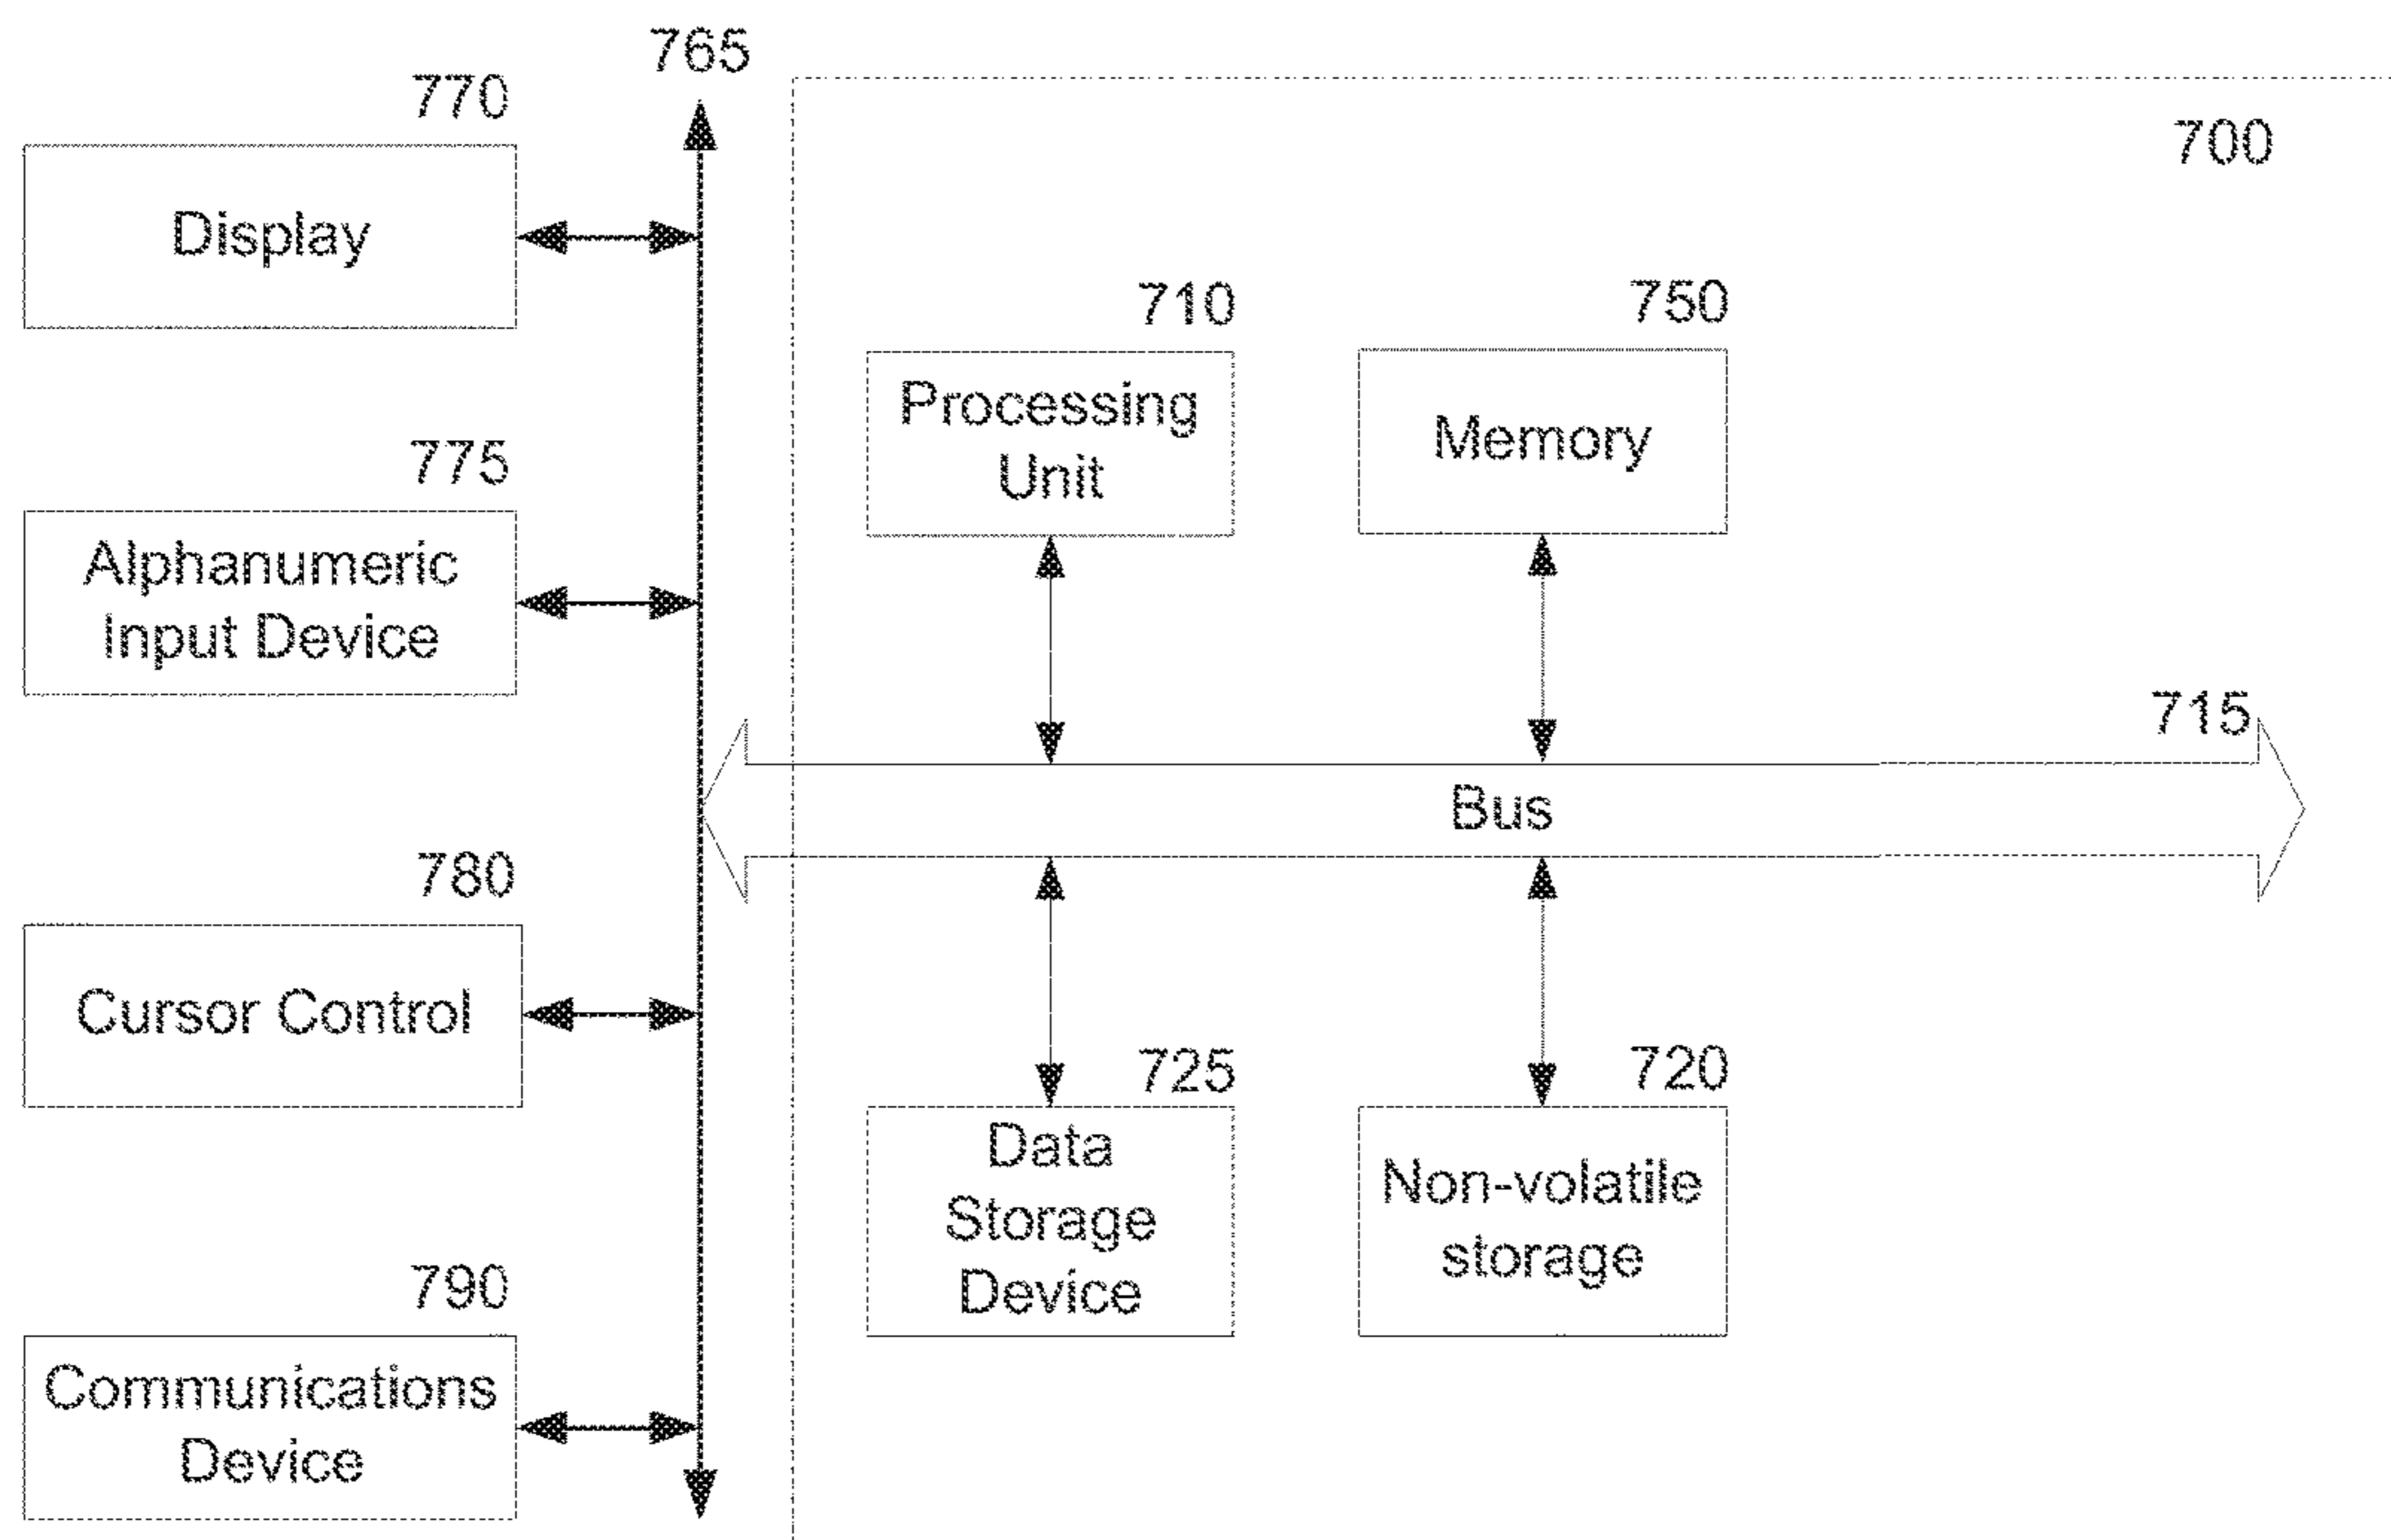 765
770
700
Display
710
750
Processing
Unit
Memory
775
Alphanumeric
Input Device
715
Bus
780
Cursor Control
725
720
Data
Storage
Device
Non-volatile
storage
790
Communications
Device